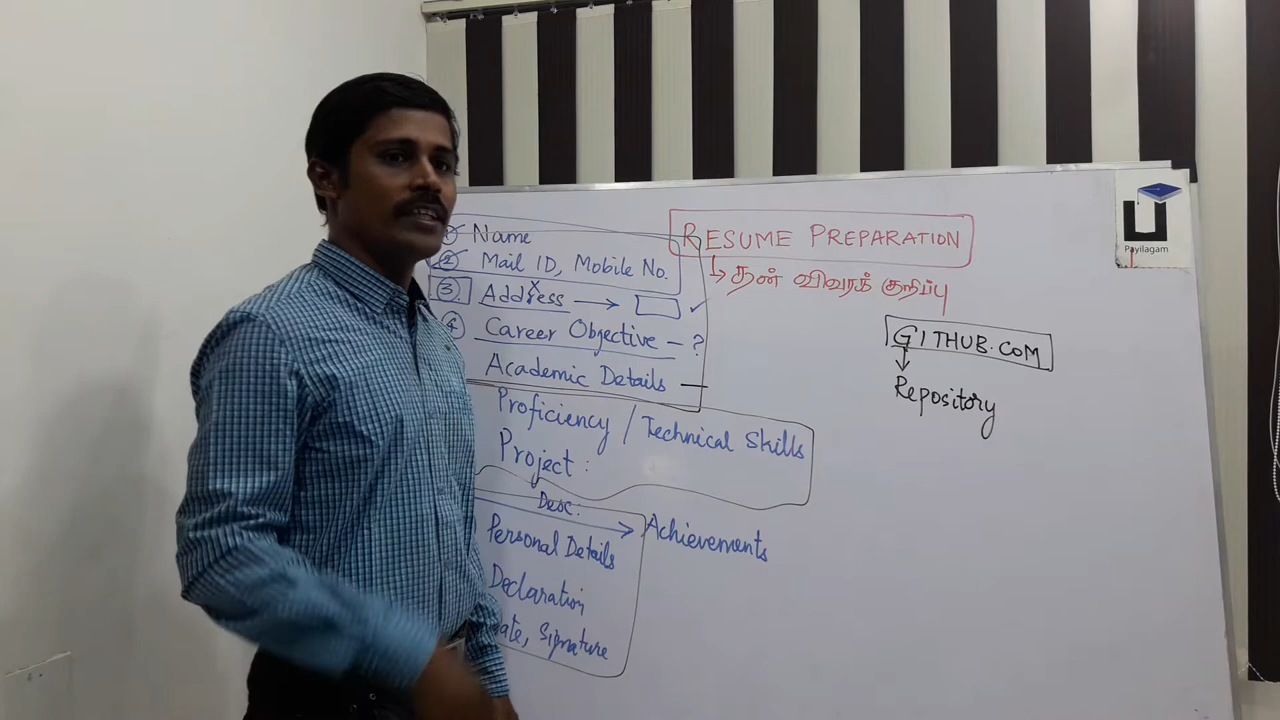 RESUME PREPARATION
தன் விவரக் குறிப்பு
Name
② Mail ID, Mobile No.
③. Address
④ Career Objective - ?
Academic Details
Proficiency / Technical Skills
Project :
Desc:
Achievements
Personal Details
Declaration
Date, Signature
GITHUB.COM
Repository
Payilagam